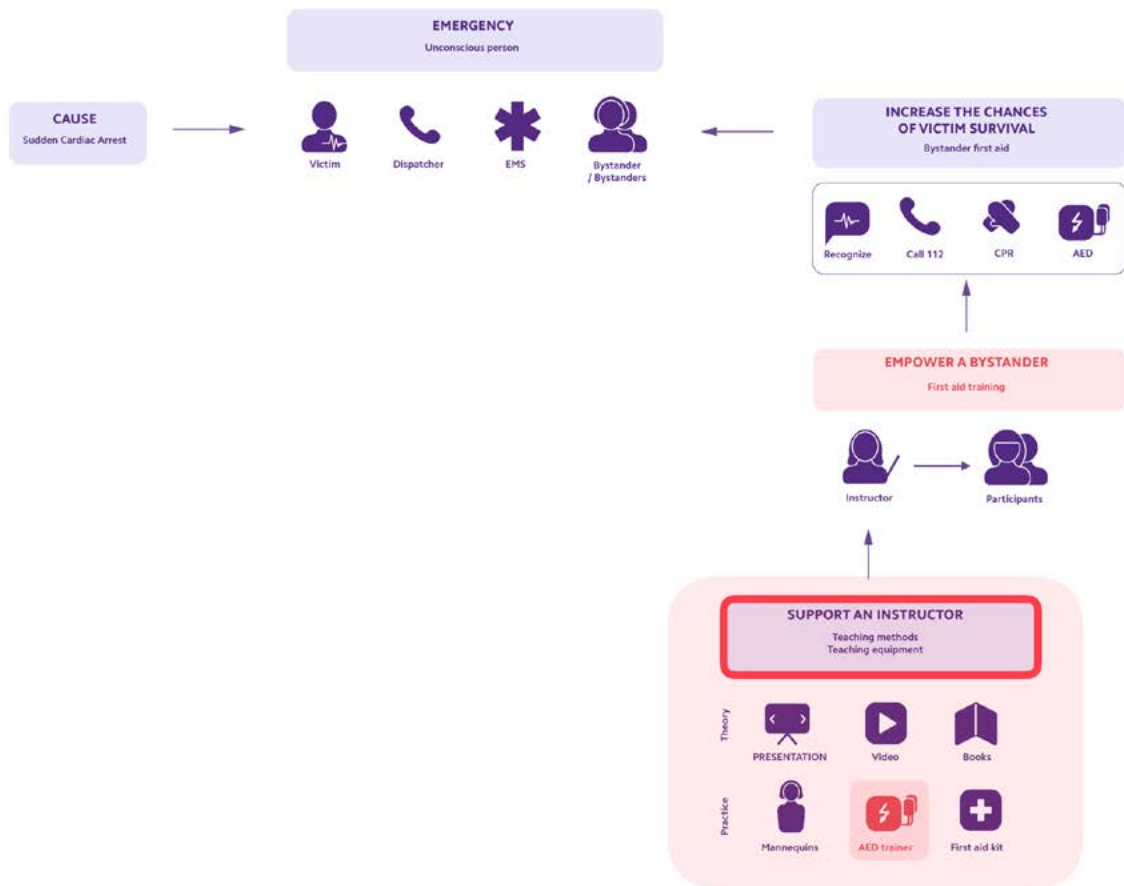 EMERGENCY
Unconscious person
CAUSE
Sudden Cardiac Arrest
Victim
Dispatcher
EMS
Bystander
/ Bystanders
INCREASE THE CHANCES
OF VICTIM SURVIVAL
Bystander first aid
Recognize
Call 112
CPR
AED
EMPOWER A BYSTANDER
First aid training
Instructor
Participants
SUPPORT AN INSTRUCTOR
Teaching methods
Teaching equipment
Theory
PRESENTATION
Video
Books
Practice
Mannequins
AED trainer
First aid kit